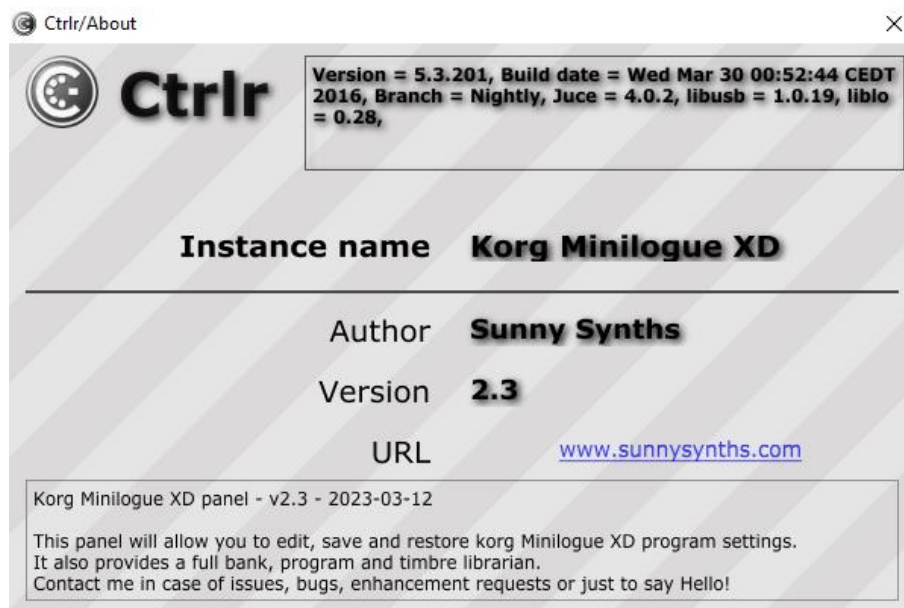 Ctrlr/About
Ctrlr
Version = 5.3.201, Build date = Wed Mar 30 00:52:44 CEDT
2016, Branch = Nightly, Juce = 4.0.2, libusb = 1.0.19, liblo
= 0.28,
Instance name Korg Minilogue XD
Author Sunny Synths
Version 2.3
URL www.sunnysynths.com
Korg Minilogue XD panel - v2.3 - 2023-03-12
This panel will allow you to edit, save and restore korg Minilogue XD program settings.
It also provides a full bank, program and timbre librarian.
Contact me in case of issues, bugs, enhancement requests or just to say Hello!